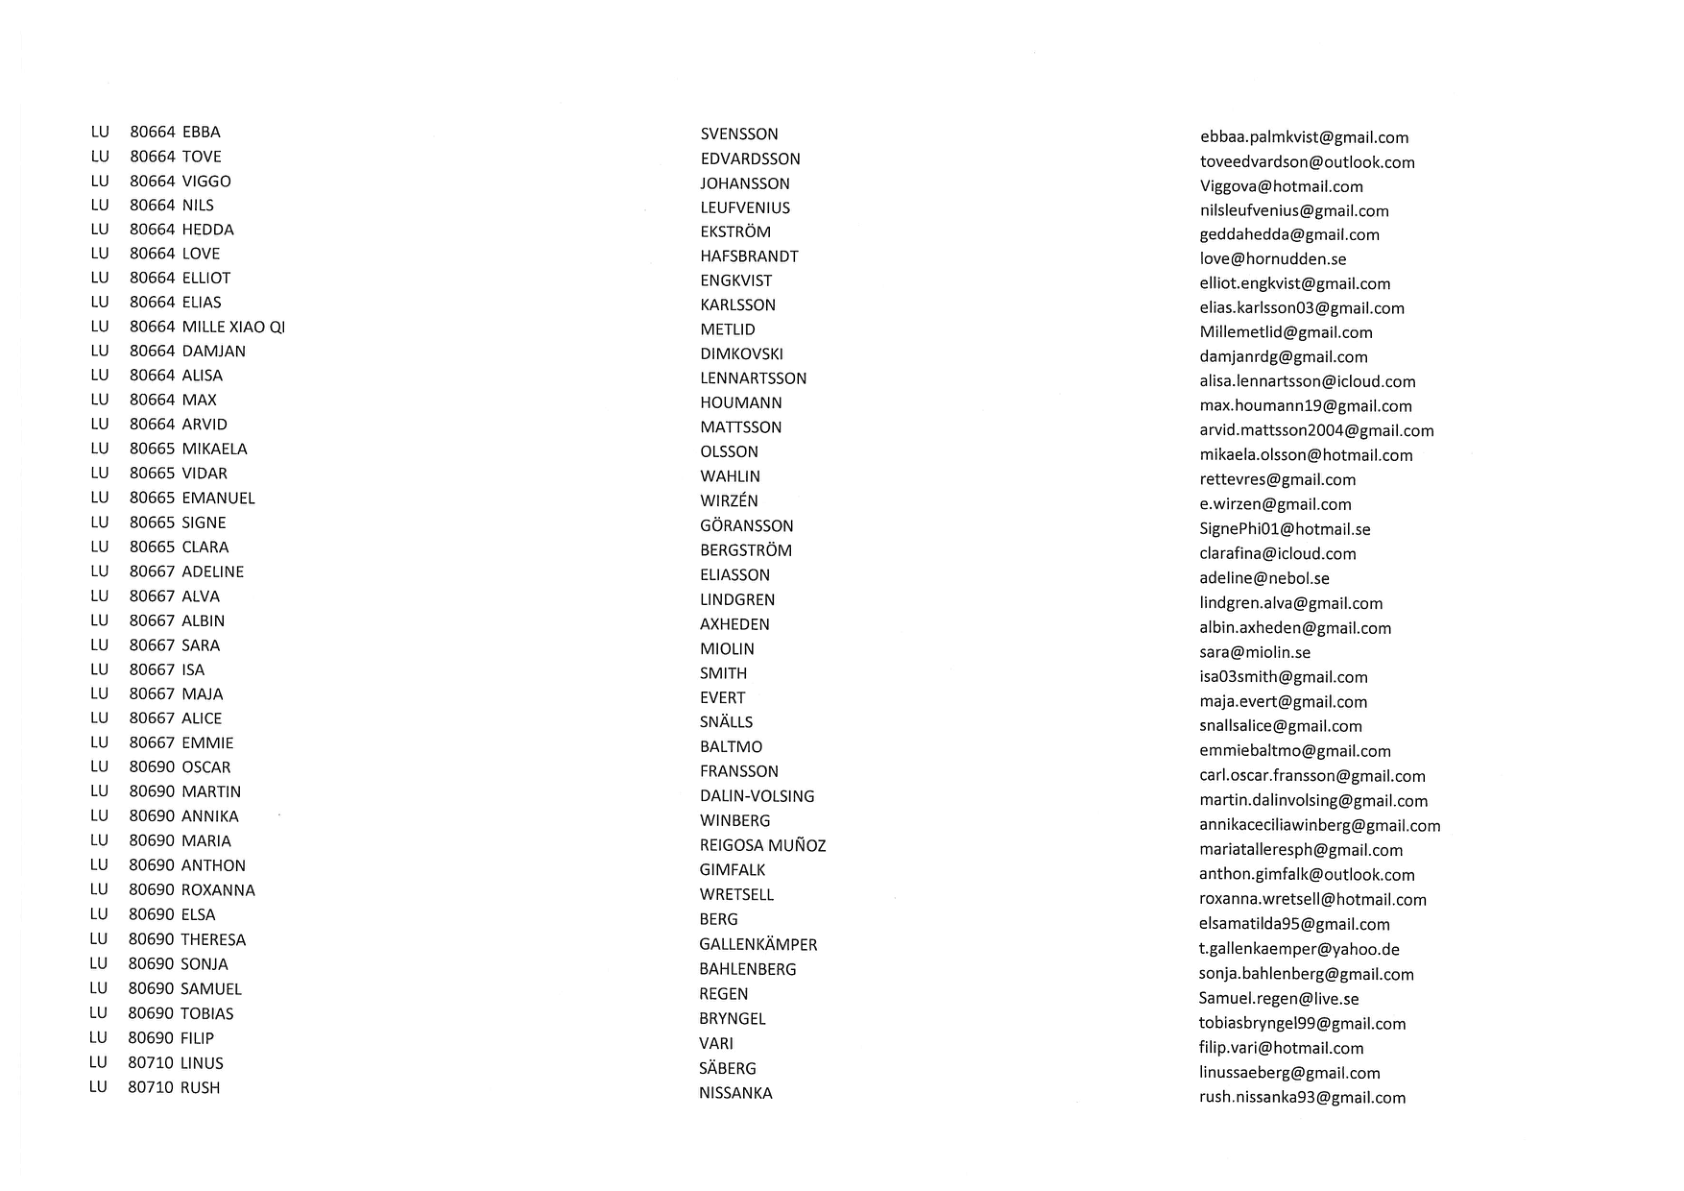 LU 80664 EBBA SVENSSON ebbaa.palmkvist@gmail.com
LU 80664 TOVE EDVARDSSON toveedvardson@outlook.com
LU 80664 VIGGO JOHANSSON Viggova@hotmail.com
LU 80664 NILS LEUFVENIUS nilsleufvenius@gmail.com
LU 80664 HEDDA EKSTRÖM geddahedda@gmail.com
LU 80664 LOVE HAFSBRANDT love@hornudden.se
LU 80664 ELLIOT ENGKVIST elliot.engkvist@gmail.com
LU 80664 ELIAS KARLSSON elias.karlsson03@gmail.com
LU 80664 MILLE XIAO QI METLID Millemetlid@gmail.com
LU 80664 DAMJAN DIMKOVSKI damjanrdg@gmail.com
LU 80664 ALISA LENNARTSSON alisa.lennartsson@icloud.com
LU 80664 MAX HOUMANN max.houmann19@gmail.com
LU 80664 ARVID MATTSSON arvid.mattsson2004@gmail.com
LU 80665 MIKAELA OLSSON mikaela.olsson@hotmail.com
LU 80665 VIDAR WAHLIN rettevres@gmail.com
LU 80665 EMANUEL WIRZÉN e.wirzen@gmail.com
LU 80665 SIGNE GÖRANSSON SignePhi01@hotmail.se
LU 80665 CLARA BERGSTRÖM clarafina@icloud.com
LU 80667 ADELINE ELIASSON adeline@nebol.se
LU 80667 ALVA LINDGREN lindgren.alva@gmail.com
LU 80667 ALBIN AXHEDEN albin.axheden@gmail.com
LU 80667 SARA MIOLIN sara@miolin.se
LU 80667 ISA SMITH isa03smith@gmail.com
LU 80667 MAJA EVERT maja.evert@gmail.com
LU 80667 ALICE SNÄLLS snallsalice@gmail.com
LU 80667 EMMIE BALTMO emmiebaltmo@gmail.com
LU 80690 OSCAR FRANSSON carl.oscar.fransson@gmail.com
LU 80690 MARTIN DALIN-VOLSING martin.dalinvolsing@gmail.com
LU 80690 ANNIKA WINBERG annikaceciliawinberg@gmail.com
LU 80690 MARIA REIGOSA MUÑOZ mariatalleresph@gmail.com
LU 80690 ANTHON GIMFALK anthon.gimfalk@outlook.com
LU 80690 ROXANNA WRETSELL roxanna.wretsell@hotmail.com
LU 80690 ELSA BERG elsamatilda95@gmail.com
LU 80690 THERESA GALLENKÄMPER t.gallenkaemper@yahoo.de
LU 80690 SONJA BAHLENBERG sonja.bahlenberg@gmail.com
LU 80690 SAMUEL REGEN Samuel.regen@live.se
LU 80690 TOBIAS BRYNGEL tobiasbryngel99@gmail.com
LU 80690 FILIP VARI filip.vari@hotmail.com
LU 80710 LINUS SÄBERG linussaeberg@gmail.com
LU 80710 RUSH NISSANKA rush.nissanka93@gmail.com